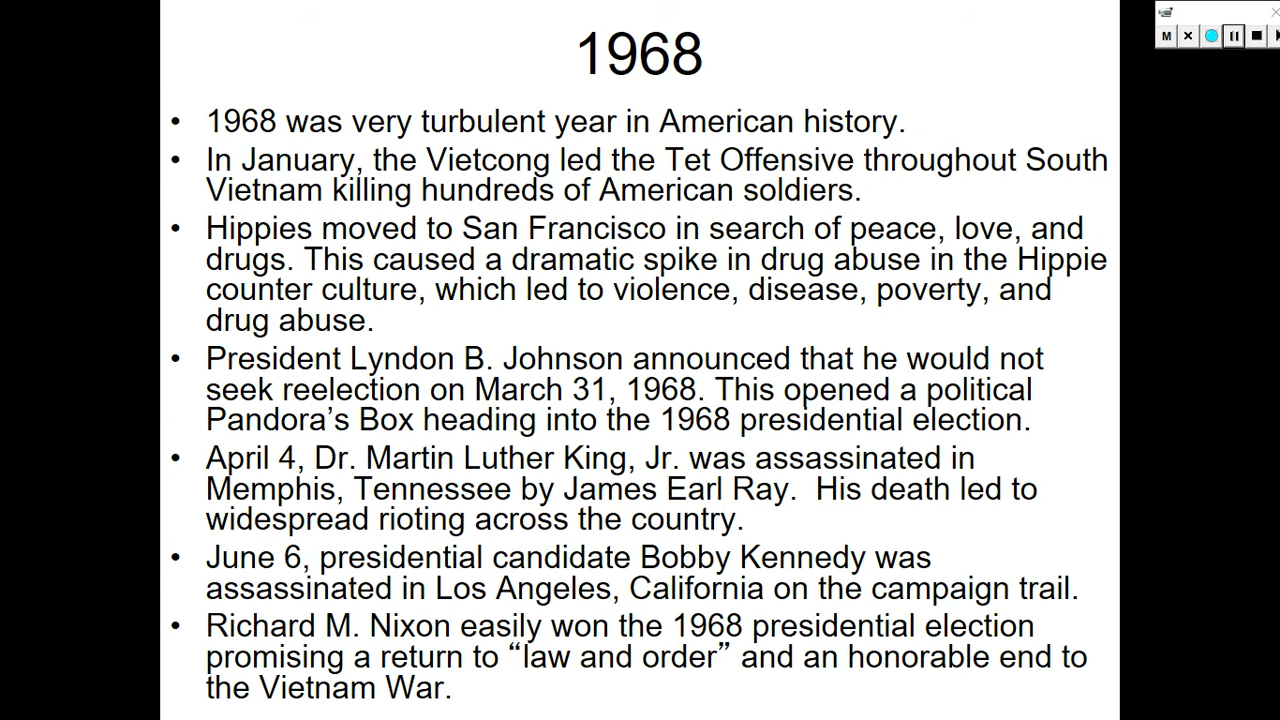 1968
• 1968 was very turbulent year in American history.
• In January, the Vietcong led the Tet Offensive throughout South
Vietnam killing hundreds of American soldiers.
• Hippies moved to San Francisco in search of peace, love, and
drugs. This caused a dramatic spike in drug abuse in the Hippie
counter culture, which led to violence, disease, poverty, and
drug abuse.
• President Lyndon B. Johnson announced that he would not
seek reelection on March 31, 1968. This opened a political
Pandora’s Box heading into the 1968 presidential election.
• April 4, Dr. Martin Luther King, Jr. was assassinated in
Memphis, Tennessee by James Earl Ray.  His death led to
widespread rioting across the country.
• June 6, presidential candidate Bobby Kennedy was
assassinated in Los Angeles, California on the campaign trail.
• Richard M. Nixon easily won the 1968 presidential election
promising a return to “law and order” and an honorable end to
the Vietnam War.
M